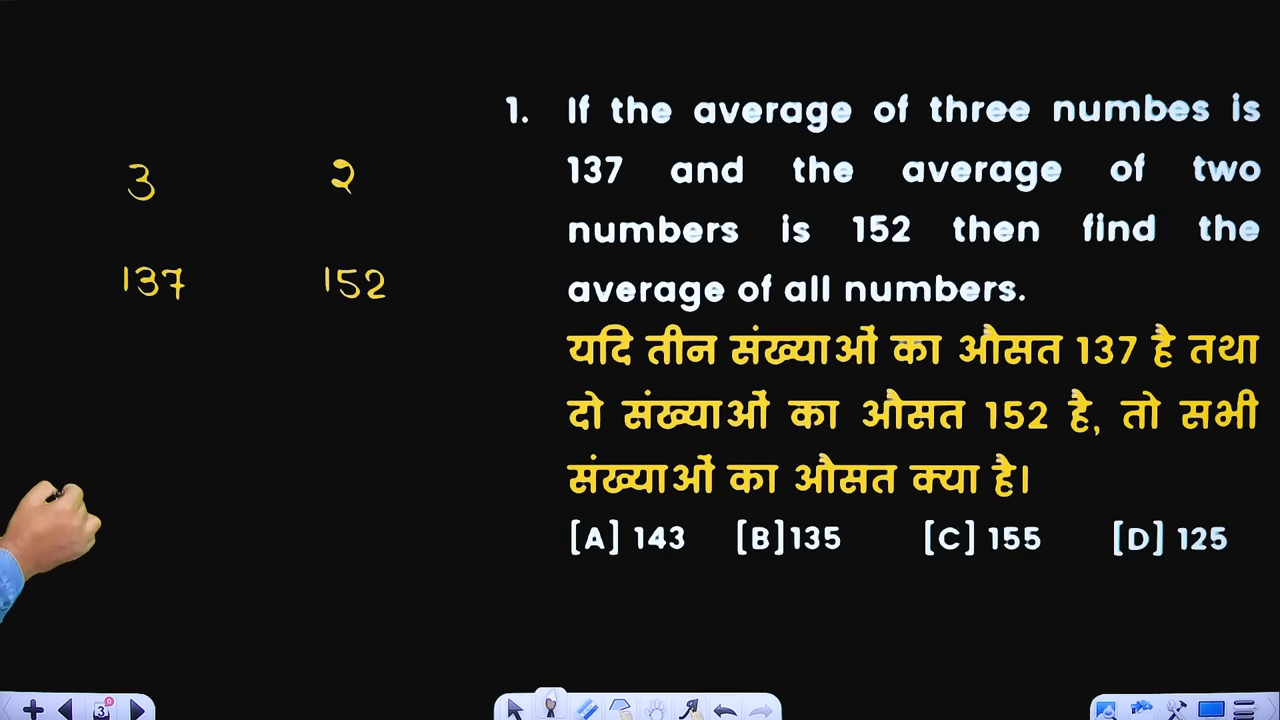 3 2
137 152
1. If the average of three numbes is
137 and the average of two
numbers is 152 then find the
average of all numbers.
यदि तीन संख्याओं का औसत 137 है तथा
दो संख्याओं का औसत 152 है, तो सभी
संख्याओं का औसत क्या है।
[A] 143 [B]135 [C] 155 [D] 125
3 0